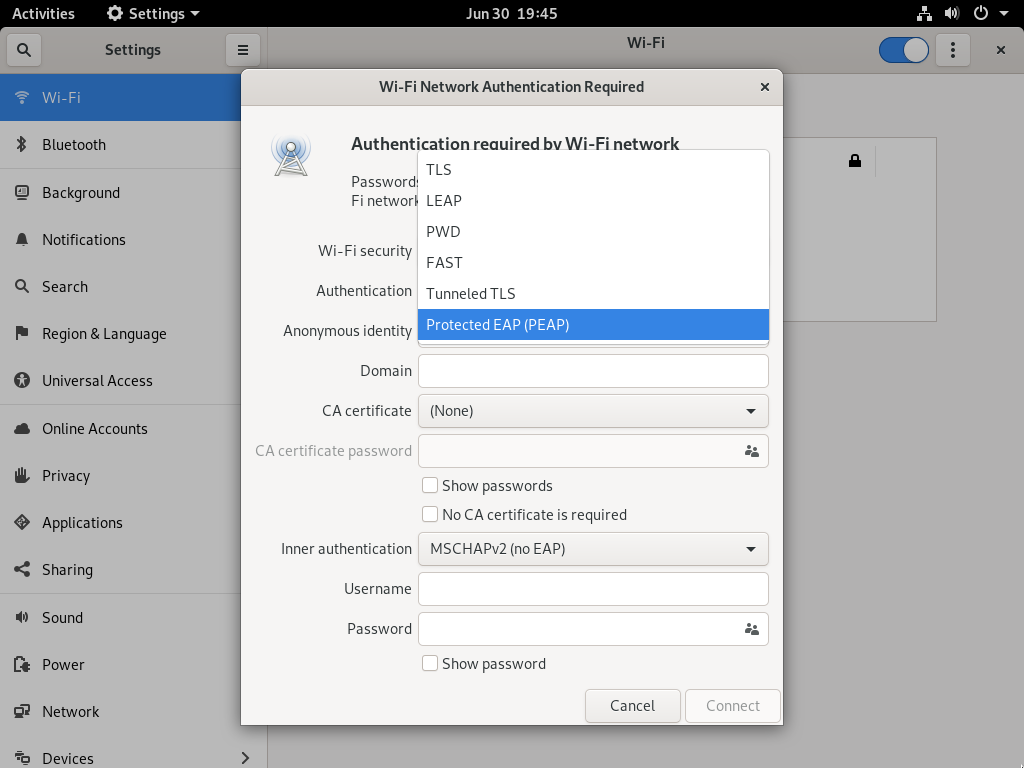 Activities
Settings
Jun 30 19:45
Settings
Wi-Fi
Wi-Fi
Bluetooth
Background
Notifications
Search
Region & Language
Universal Access
Online Accounts
Privacy
Applications
Sharing
Sound
Power
Network
Devices
Wi-Fi Network Authentication Required
Authentication required by Wi-Fi network
Passwords
Fi network
Wi-Fi security
Authentication
TLS
LEAP
PWD
FAST
Tunneled TLS
Protected EAP (PEAP)
Anonymous identity
Domain
CA certificate (None)
CA certificate password
Show passwords
No CA certificate is required
Inner authentication MSCHAPv2 (no EAP)
Username
Password
Show password
Cancel
Connect